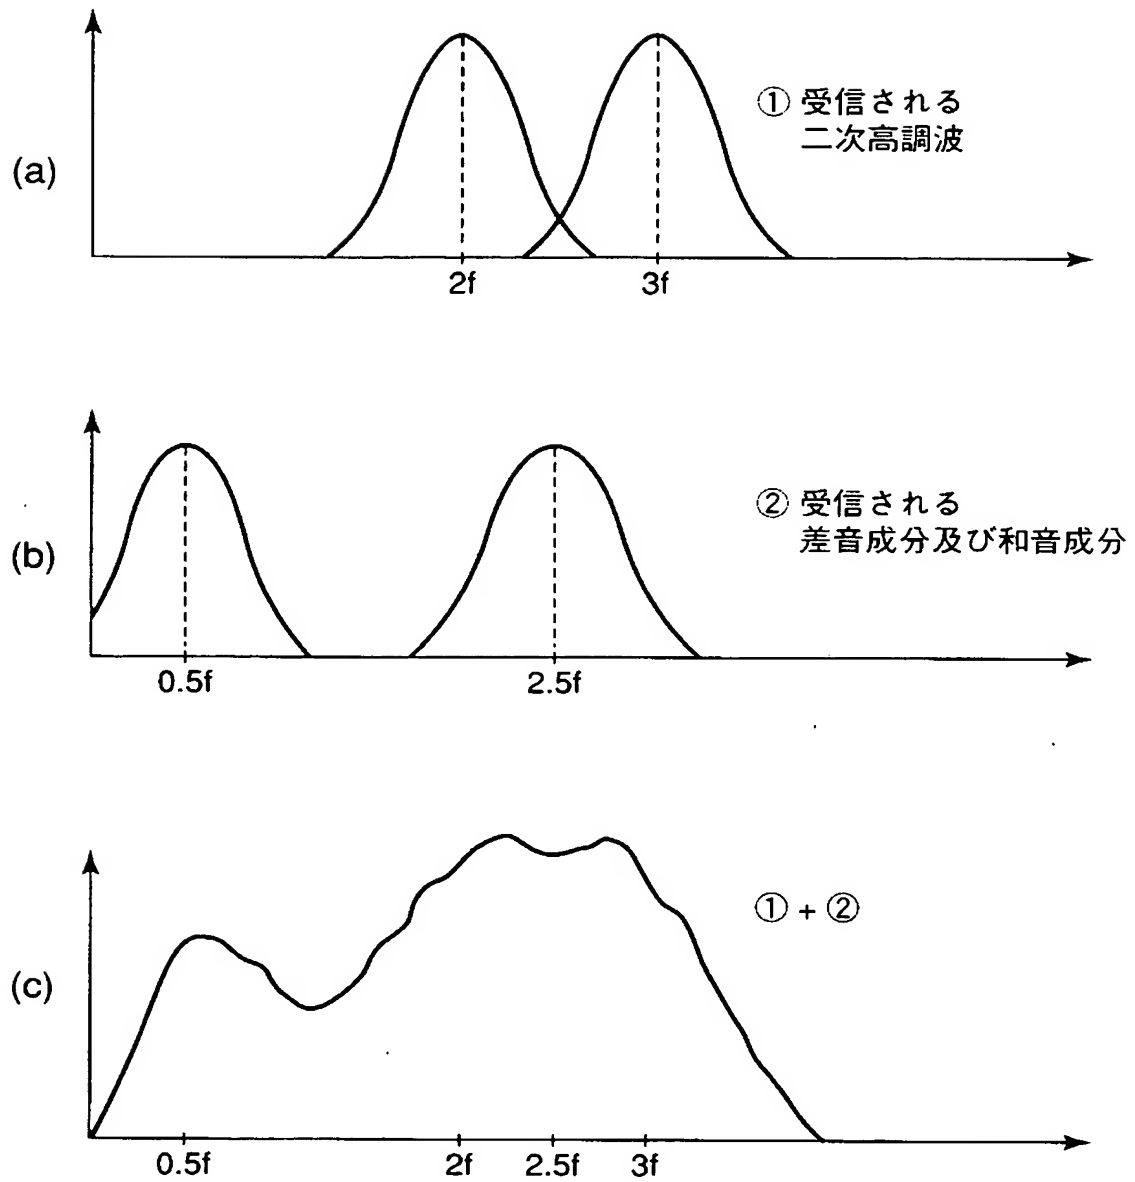 (a)
① 受信される
二次高調波
2f
3f
(b)
② 受信される
差音成分及び和音成分
0.5f
2.5f
(c)
① + ②
0.5f
2f
2.5f
3f